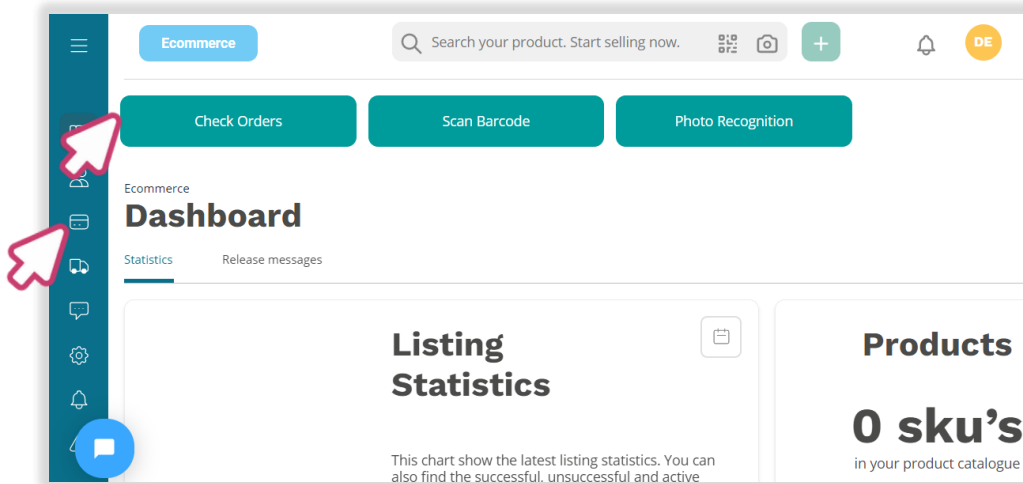 Ecommerce
Search your product. Start selling now.
DE
Check Orders
Scan Barcode
Photo Recognition
Ecommerce
Dashboard
Statistics
Release messages
Listing
Statistics
This chart show the latest listing statistics. You can
also find the successful, unsuccessful and active
Products
0 sku's
in your product catalogue